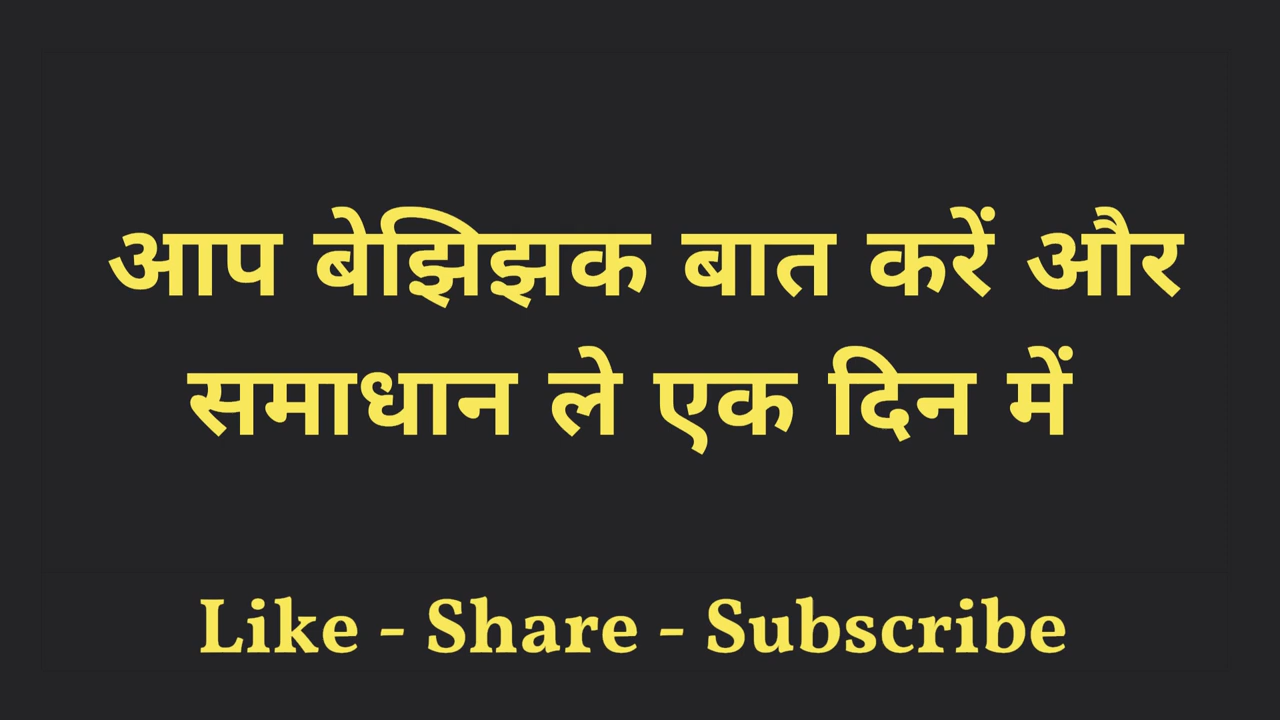 आप बेझिझक बात करें और
समाधान ले एक दिन में
Like - Share - Subscribe